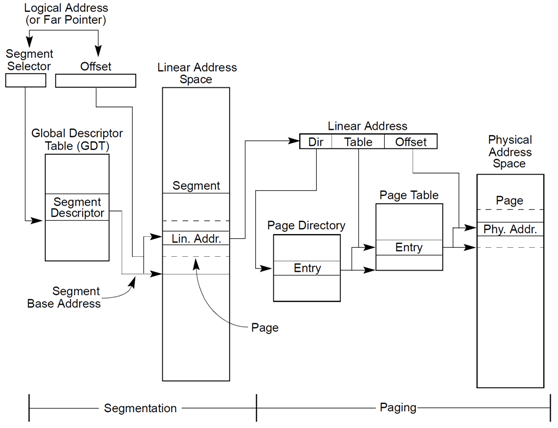 Logical Address
(or Far Pointer)
Segment
Selector
Offset
Linear Address
Space
Global Descriptor
Table (GDT)
Segment
Descriptor
Segment
Lin. Addr.
Segment
Base Address
Page
Linear Address
Dir
Table
Offset
Physical
Address
Space
Page Directory
Entry
Page Table
Entry
Page
Phy. Addr.
Segmentation
Paging